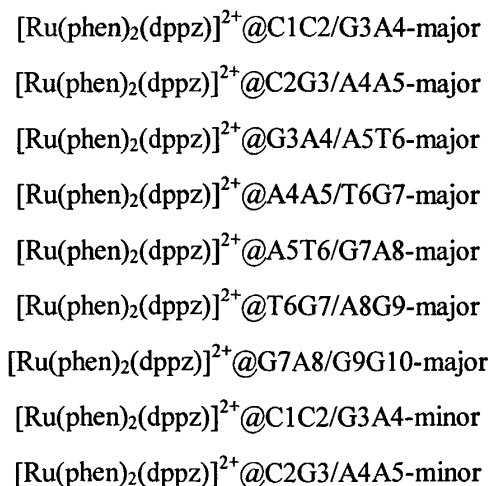 [Ru(phen)₂(dppz)]²⁺@C1C2/G3A4-major
[Ru(phen)₂(dppz)]²⁺@C2G3/A4A5-major
[Ru(phen)₂(dppz)]²⁺@G3A4/A5T6-major
[Ru(phen)₂(dppz)]²⁺@A4A5/T6G7-major
[Ru(phen)₂(dppz)]²⁺@A5T6/G7A8-major
[Ru(phen)₂(dppz)]²⁺@T6G7/A8G9-major
[Ru(phen)₂(dppz)]²⁺@G7A8/G9G10-major
[Ru(phen)₂(dppz)]²⁺@C1C2/G3A4-minor
[Ru(phen)₂(dppz)]²⁺@C2G3/A4A5-minor